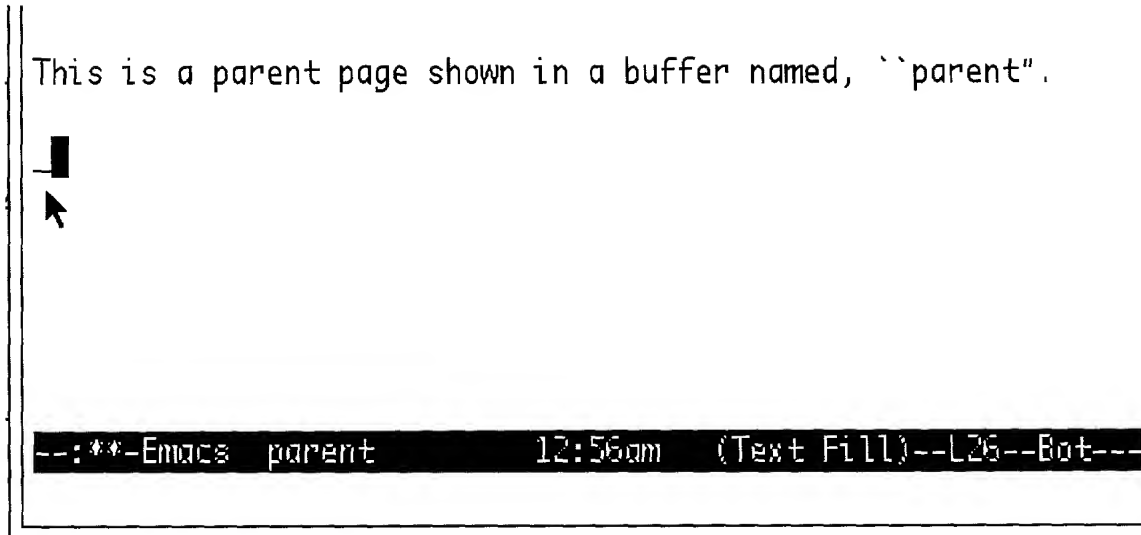 This is a parent page shown in a buffer named, ``parent".
_
--:**-Emacs parent 12:56am (Text Fill)--L26--Bot---